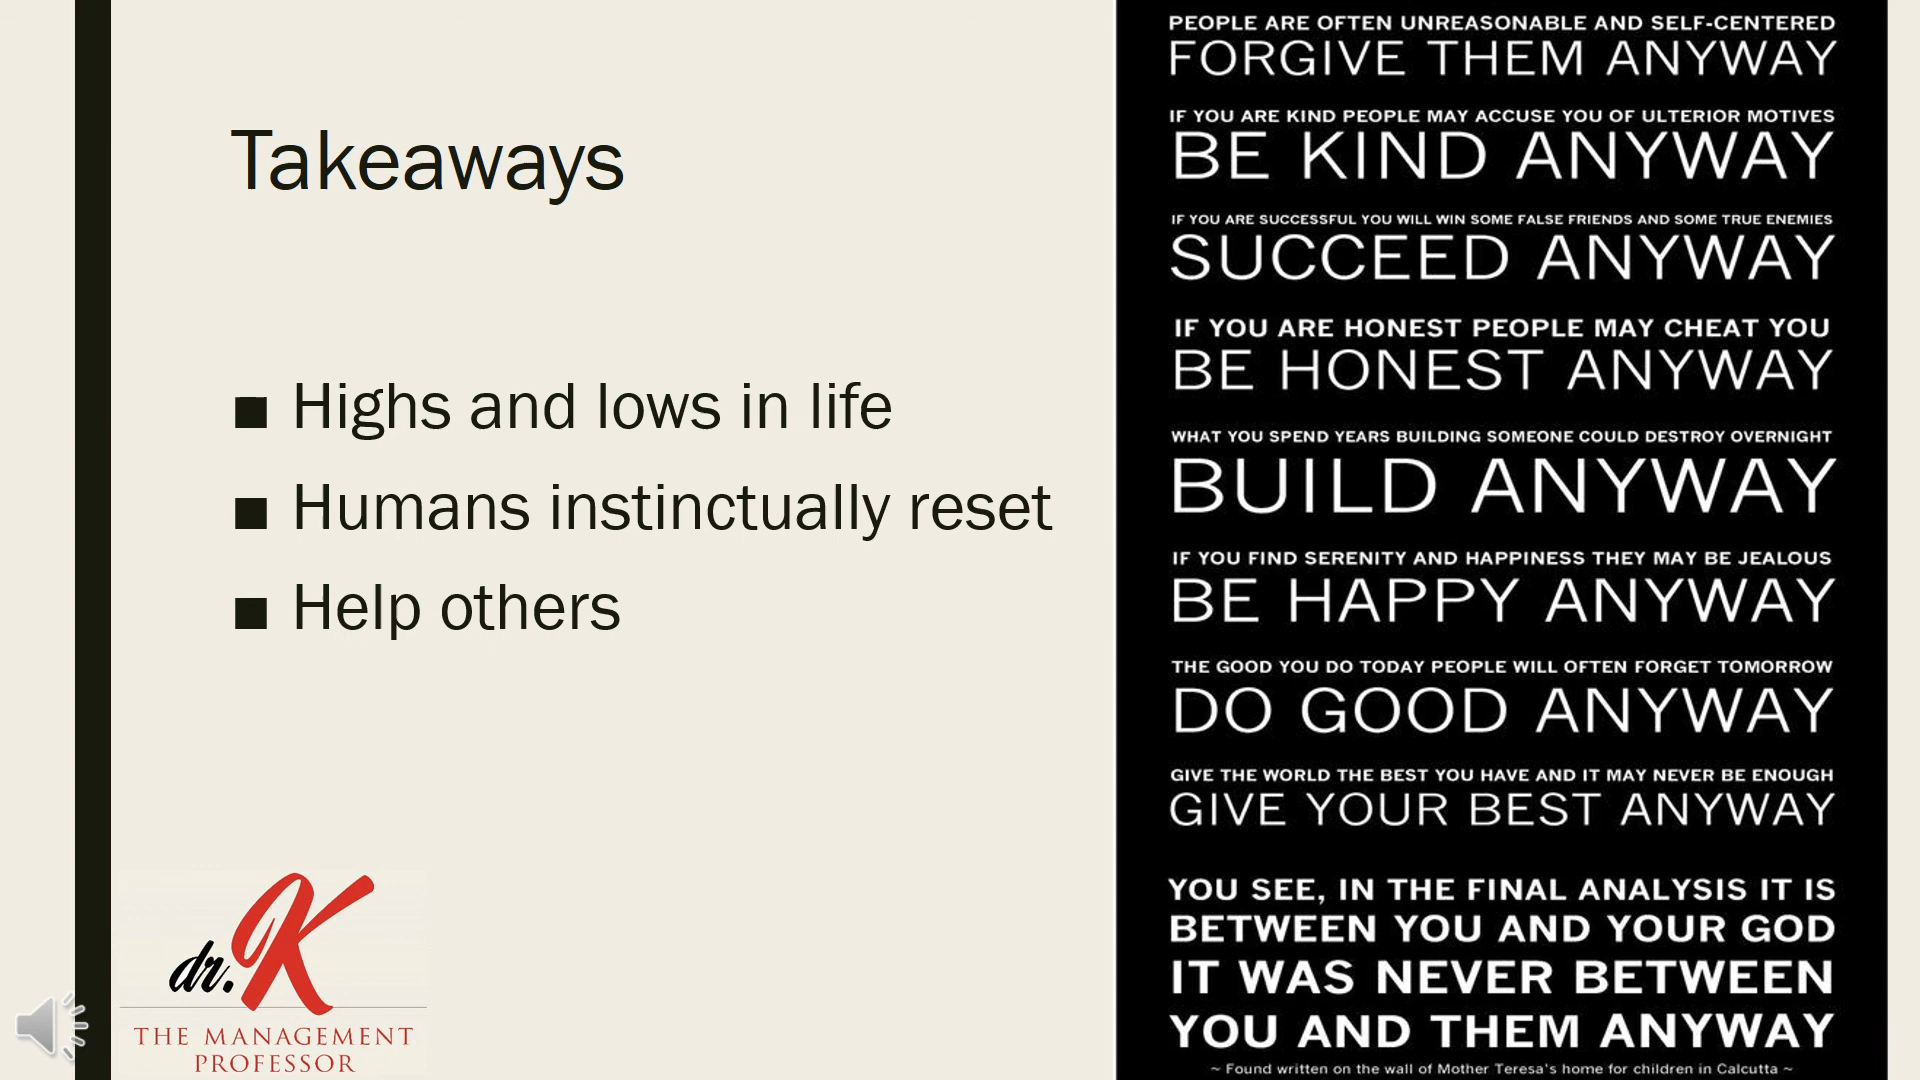 Takeaways
■ Highs and lows in life
■ Humans instinctually reset
■ Help others
dr.K
THE MANAGEMENT
PROFESSOR
PEOPLE ARE OFTEN UNREASONABLE AND SELF-CENTERED
FORGIVE THEM ANYWAY
IF YOU ARE KIND PEOPLE MAY ACCUSE YOU OF ULTERIOR MOTIVES
BE KIND ANYWAY
IF YOU ARE SUCCESSFUL YOU WILL WIN SOME FALSE FRIENDS AND SOME TRUE ENEMIES
SUCCEED ANYWAY
IF YOU ARE HONEST PEOPLE MAY CHEAT YOU
BE HONEST ANYWAY
WHAT YOU SPEND YEARS BUILDING SOMEONE COULD DESTROY OVERNIGHT
BUILD ANYWAY
IF YOU FIND SERENITY AND HAPPINESS THEY MAY BE JEALOUS
BE HAPPY ANYWAY
THE GOOD YOU DO TODAY PEOPLE WILL OFTEN FORGET TOMORROW
DO GOOD ANYWAY
GIVE THE WORLD THE BEST YOU HAVE AND IT MAY NEVER BE ENOUGH
GIVE YOUR BEST ANYWAY
YOU SEE, IN THE FINAL ANALYSIS IT IS
BETWEEN YOU AND YOUR GOD
IT WAS NEVER BETWEEN
YOU AND THEM ANYWAY
~ Found written on the wall of Mother Teresa's home for children in Calcutta ~